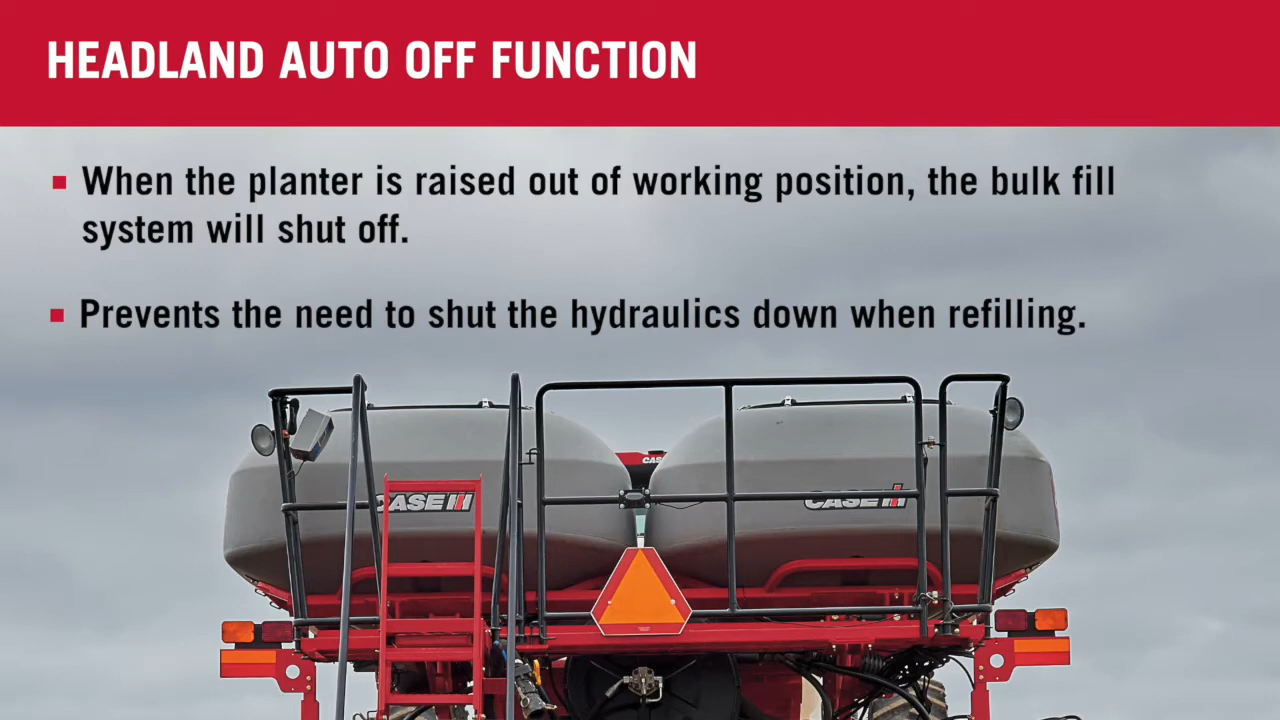 HEADLAND AUTO OFF FUNCTION
When the planter is raised out of working position, the bulk fill
system will shut off.
Prevents the need to shut the hydraulics down when refilling.
CASE
CASE IH
CASE IH